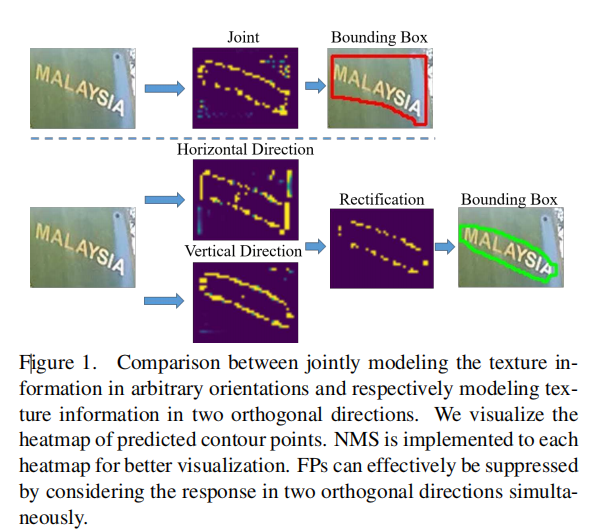 Joint
Bounding Box
MALAYSIA
MALAYSIA
Horizontal Direction
Rectification
Bounding Box
MALAYSIA
Vertical Direction
MALAYSIA
Figure 1. Comparison between jointly modeling the texture in-
formation in arbitrary orientations and respectively modeling tex-
ture information in two orthogonal directions. We visualize the
heatmap of predicted contour points. NMS is implemented to each
heatmap for better visualization. FPs can effectively be suppressed
by considering the response in two orthogonal directions simulta-
neously.